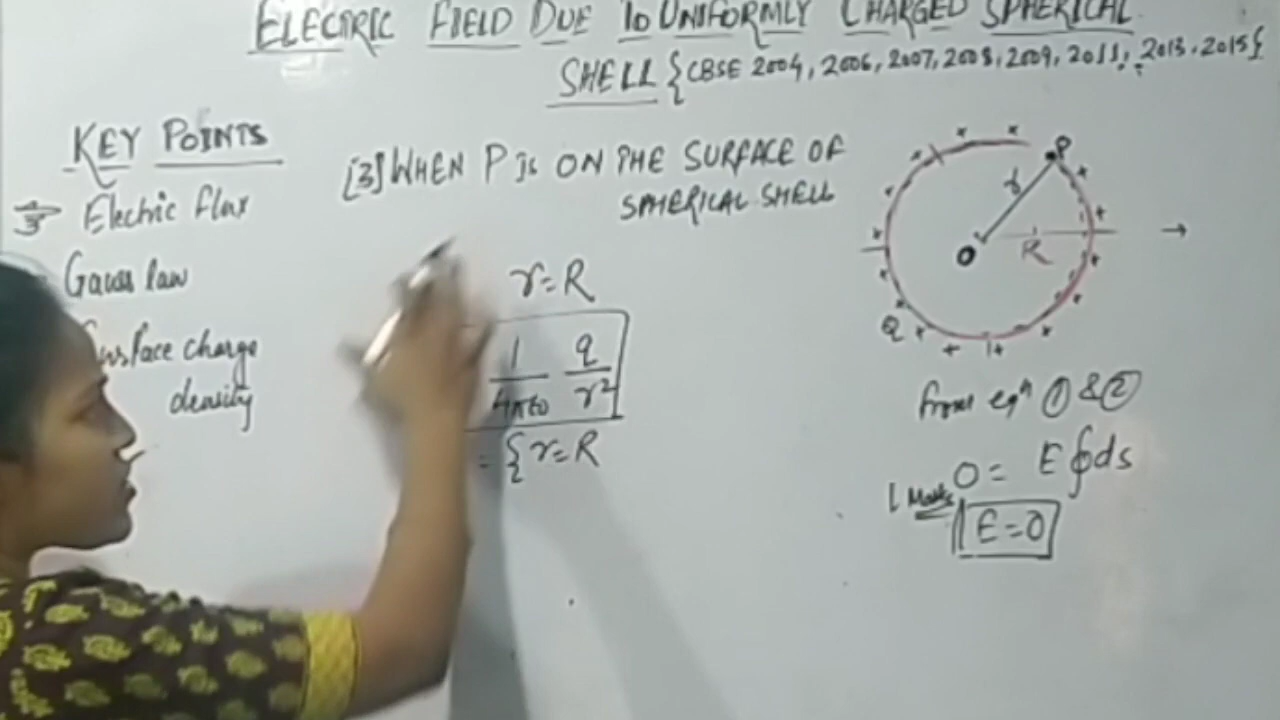 ELECTRIC FIELD DUE TO UNIFORMLY CHARGED SPHERICAL
SHELL {CBSE 2004, 2006, 2007, 2008, 2009, 2011, 2013, 2015}
KEY POINTS
Electric flux
Gauss law
Surface charge
density
[3] WHEN P IS ON THE SURFACE OF
SPHERICAL SHELL
r = R
1/4πε0 q/r²
= {r = R
P
r
O
R
Q
from eqn ① & ②
0 = E∮ds
1 Marks
E = 0